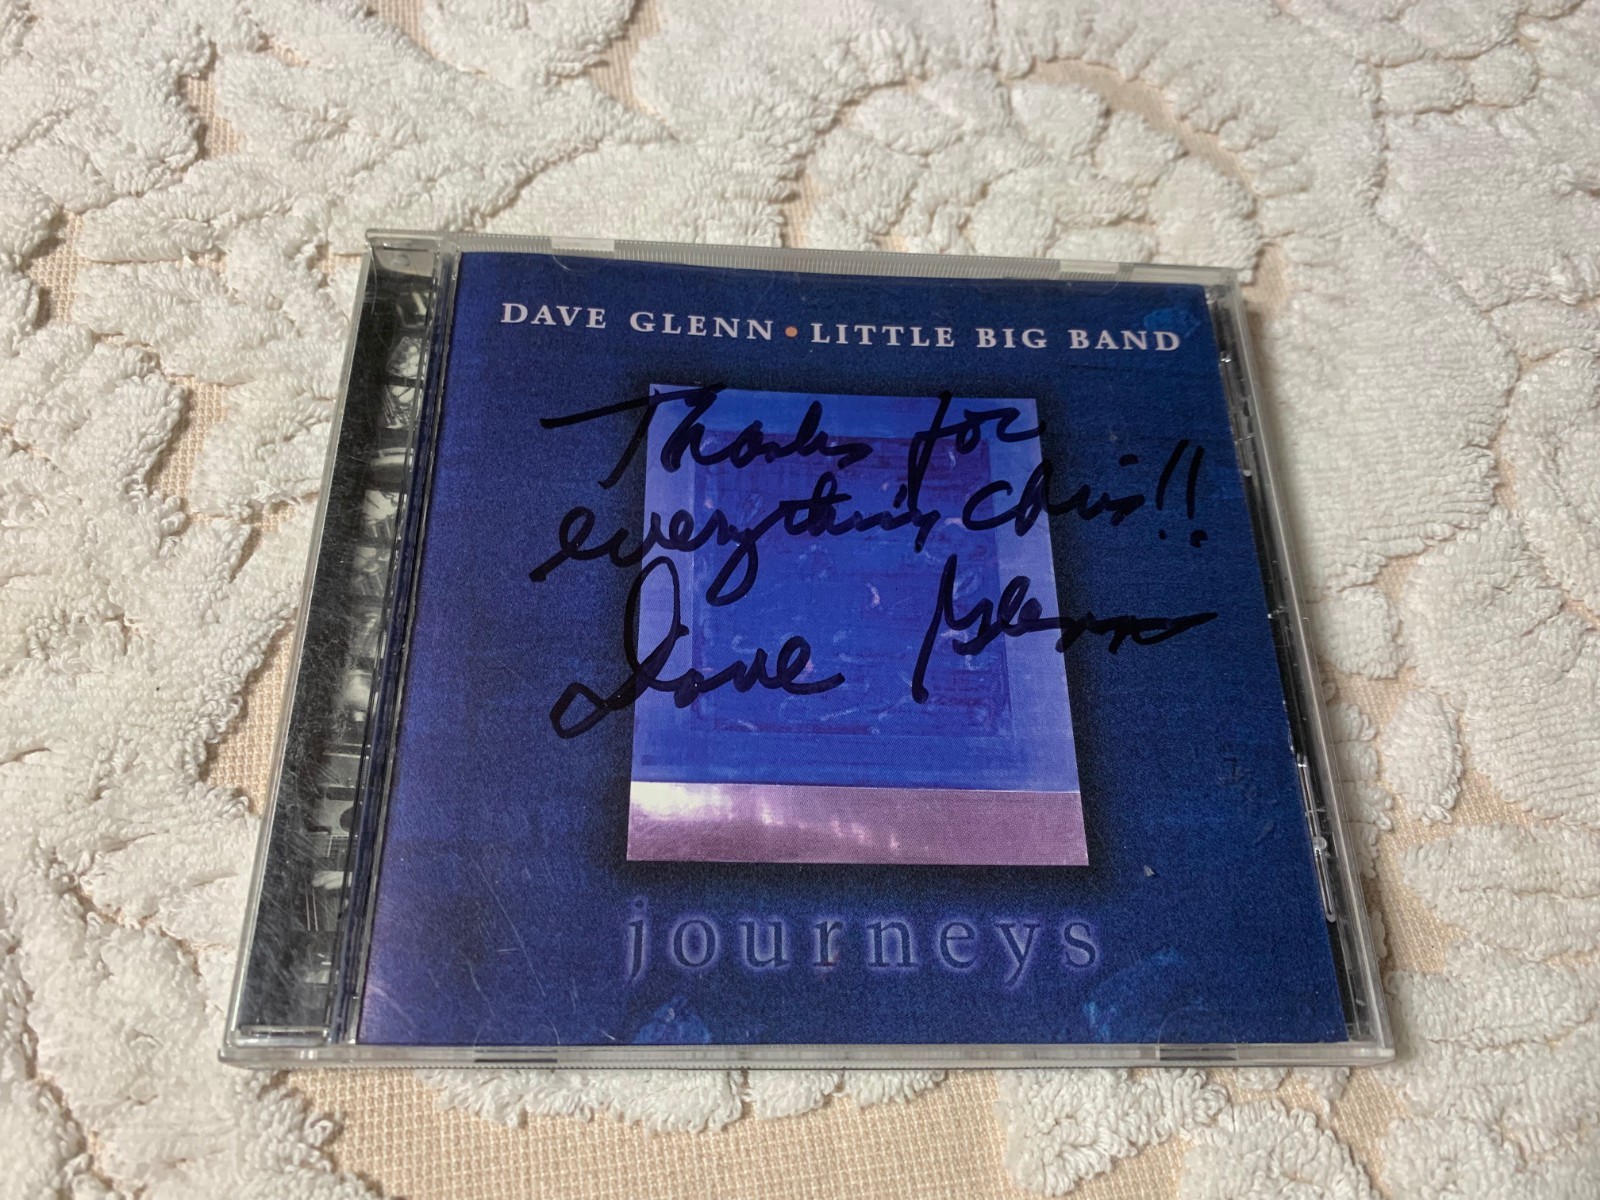 DAVE GLENN • LITTLE BIG BAND
Thanks for
everything Chris!!
Dave Glenn
journeys